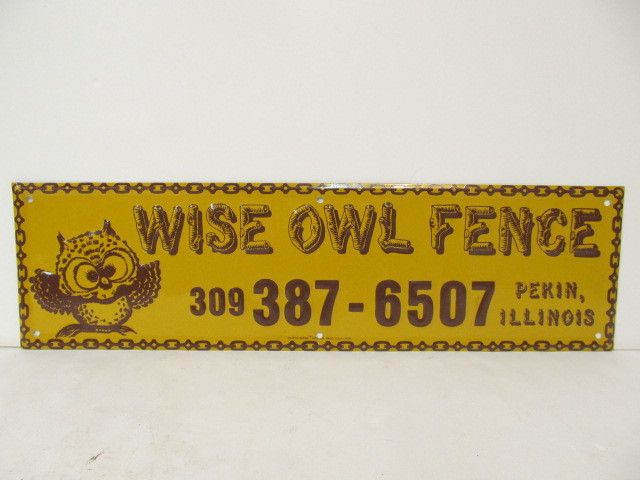 WISE OWL FENCE
309 387-6507
PEKIN,
ILLINOIS